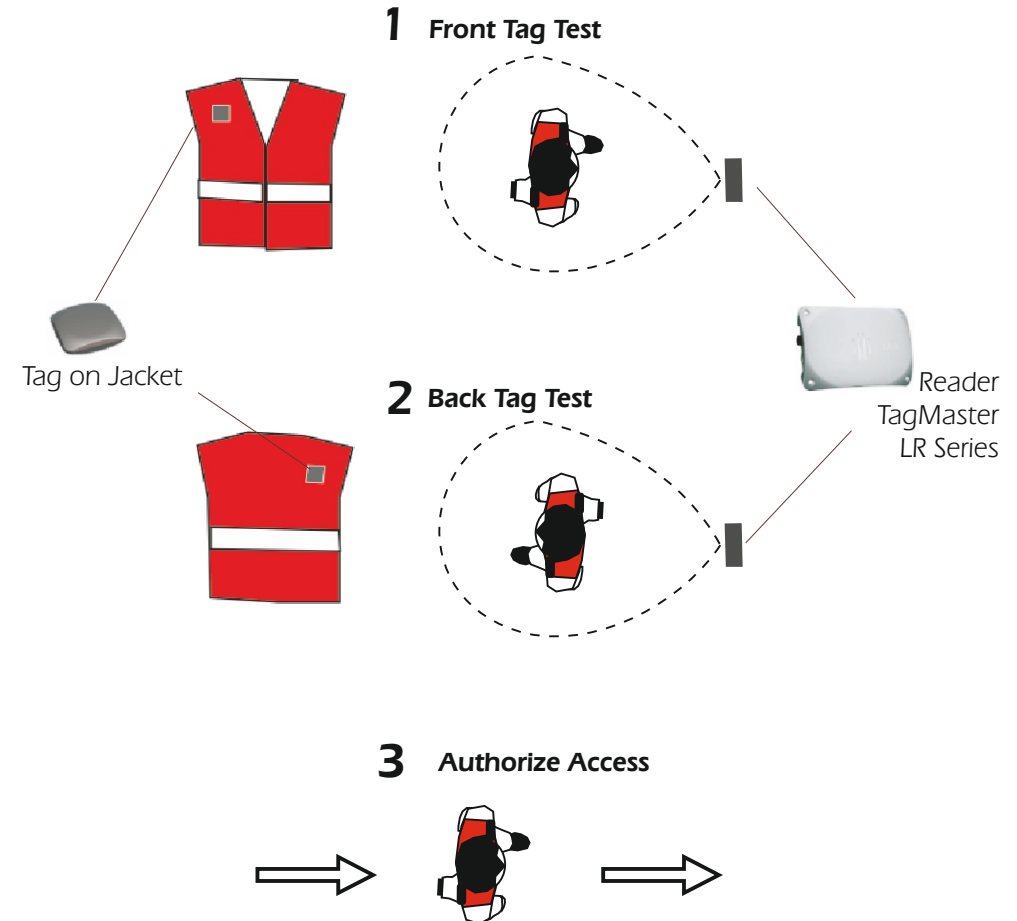 1 Front Tag Test
Tag on Jacket
Reader
TagMaster
LR Series
2 Back Tag Test
3 Authorize Access